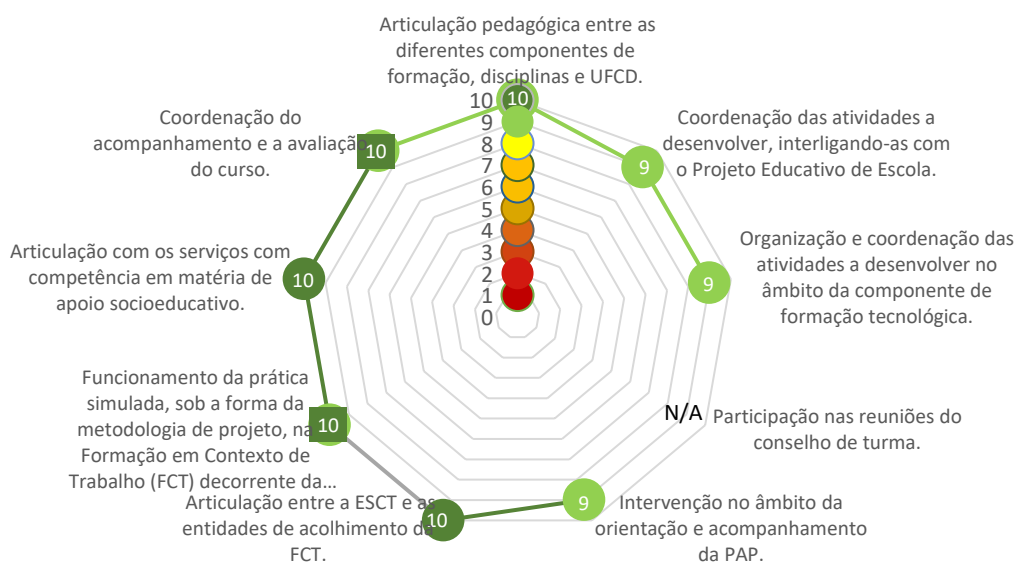 Articulação pedagógica entre as
diferentes componentes de
formação, disciplinas e UFCD.
10
10
9
8
7
6
5
4
3
2
1
0
Coordenação das atividades a
desenvolver, interligando-as com
o Projeto Educativo de Escola.
9
Organização e coordenação das
atividades a desenvolver no
âmbito da componente de
formação tecnológica.
9
N/A
Participação nas reuniões do
conselho de turma.
9
Intervenção no âmbito da
orientação e acompanhamento
da PAP.
10
Articulação entre a ESCT e as
entidades de acolhimento da
FCT.
10
Funcionamento da prática
simulada, sob a forma da
metodologia de projeto, na
Formação em Contexto de
Trabalho (FCT) decorrente da...
10
Articulação com os serviços com
competência em matéria de
apoio socioeducativo.
10
Coordenação do
acompanhamento e a avaliação
do curso.